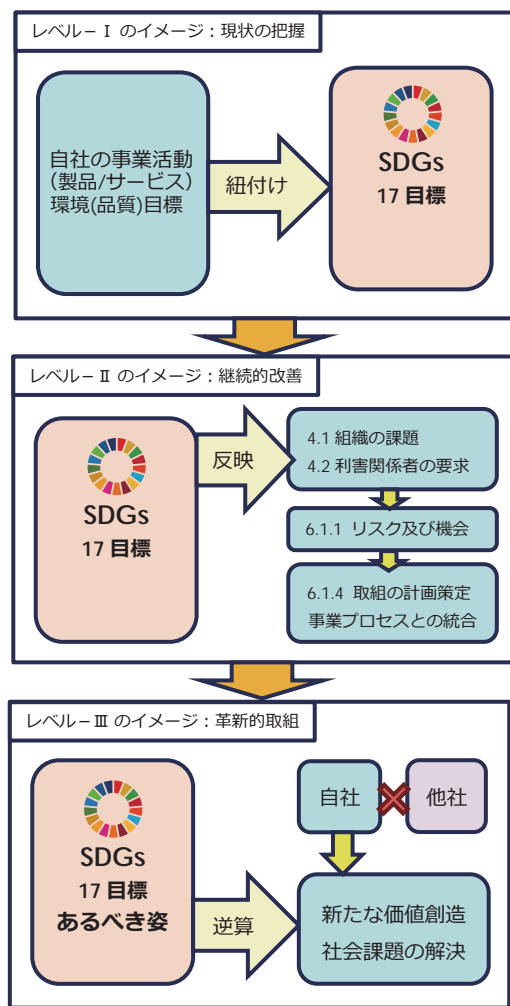 レベル－Ⅰ のイメージ：現状の把握
自社の事業活動
（製品/サービス）
環境(品質)目標
紐付け
SDGs
17 目標
レベル－Ⅱ のイメージ：継続的改善
SDGs
17 目標
反映
4.1 組織の課題
4.2 利害関係者の要求
6.1.1 リスク及び機会
6.1.4 取組の計画策定
事業プロセスとの統合
レベル－Ⅲ のイメージ：革新的取組
SDGs
17 目標
あるべき姿
逆算
自社
他社
新たな価値創造
社会課題の解決